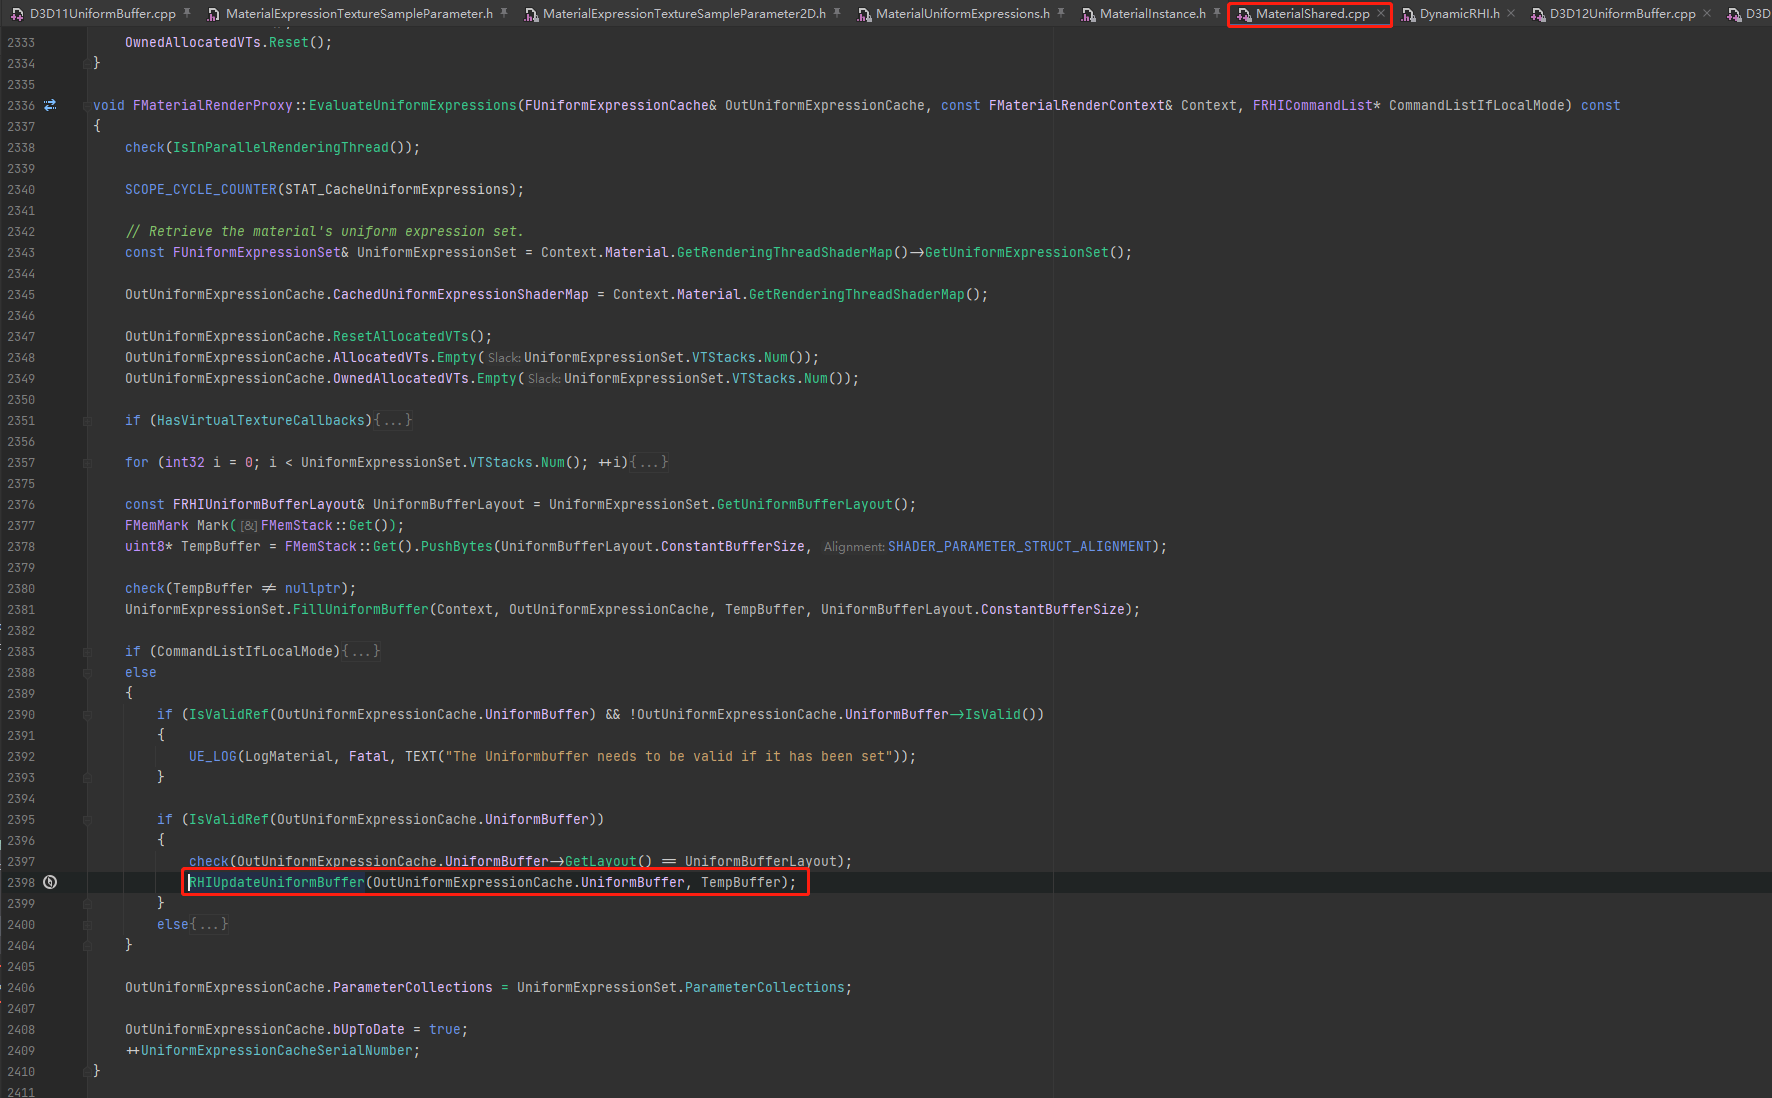 D3D11UniformBuffer.cpp MaterialExpressionTextureSampleParameter.h MaterialExpressionTextureSampleParameter2D.h MaterialUniformExpressions.h MaterialInstance.h MaterialShared.cpp DynamicRHI.h D3D12UniformBuffer.cpp D3D
2333 OwnedAllocatedVTs.Reset();
2334 }
2335
2336 void FMaterialRenderProxy::EvaluateUniformExpressions(FUniformExpressionCache& OutUniformExpressionCache, const FMaterialRenderContext& Context, FRHICommandList* CommandListIfLocalMode) const
2337 {
2338 check(IsInParallelRenderingThread());
2339
2340 SCOPE_CYCLE_COUNTER(STAT_CacheUniformExpressions);
2341
2342 // Retrieve the material's uniform expression set.
2343 const FUniformExpressionSet& UniformExpressionSet = Context.Material.GetRenderingThreadShaderMap()->GetUniformExpressionSet();
2344
2345 OutUniformExpressionCache.CachedUniformExpressionShaderMap = Context.Material.GetRenderingThreadShaderMap();
2346
2347 OutUniformExpressionCache.ResetAllocatedVTs();
2348 OutUniformExpressionCache.AllocatedVTs.Empty( Slack: UniformExpressionSet.VTStacks.Num());
2349 OutUniformExpressionCache.OwnedAllocatedVTs.Empty( Slack: UniformExpressionSet.VTStacks.Num());
2350
2351 if (HasVirtualTextureCallbacks){...}
2356
2357 for (int32 i = 0; i < UniformExpressionSet.VTStacks.Num(); ++i){...}
2375
2376 const FRHIUniformBufferLayout& UniformBufferLayout = UniformExpressionSet.GetUniformBufferLayout();
2377 FMemMark Mark( [&] FMemStack::Get());
2378 uint8* TempBuffer = FMemStack::Get().PushBytes(UniformBufferLayout.ConstantBufferSize, Alignment: SHADER_PARAMETER_STRUCT_ALIGNMENT);
2379
2380 check(TempBuffer != nullptr);
2381 UniformExpressionSet.FillUniformBuffer(Context, OutUniformExpressionCache, TempBuffer, UniformBufferLayout.ConstantBufferSize);
2382
2383 if (CommandListIfLocalMode){...}
2388 else
2389 {
2390 if (IsValidRef(OutUniformExpressionCache.UniformBuffer) && !OutUniformExpressionCache.UniformBuffer->IsValid())
2391 {
2392 UE_LOG(LogMaterial, Fatal, TEXT("The Uniformbuffer needs to be valid if it has been set"));
2393 }
2394
2395 if (IsValidRef(OutUniformExpressionCache.UniformBuffer))
2396 {
2397 check(OutUniformExpressionCache.UniformBuffer->GetLayout() == UniformBufferLayout);
2398 RHIUpdateUniformBuffer(OutUniformExpressionCache.UniformBuffer, TempBuffer);
2399 }
2400 else{...}
2404 }
2405
2406 OutUniformExpressionCache.ParameterCollections = UniformExpressionSet.ParameterCollections;
2407
2408 OutUniformExpressionCache.bUpToDate = true;
2409 ++UniformExpressionCacheSerialNumber;
2410 }
2411